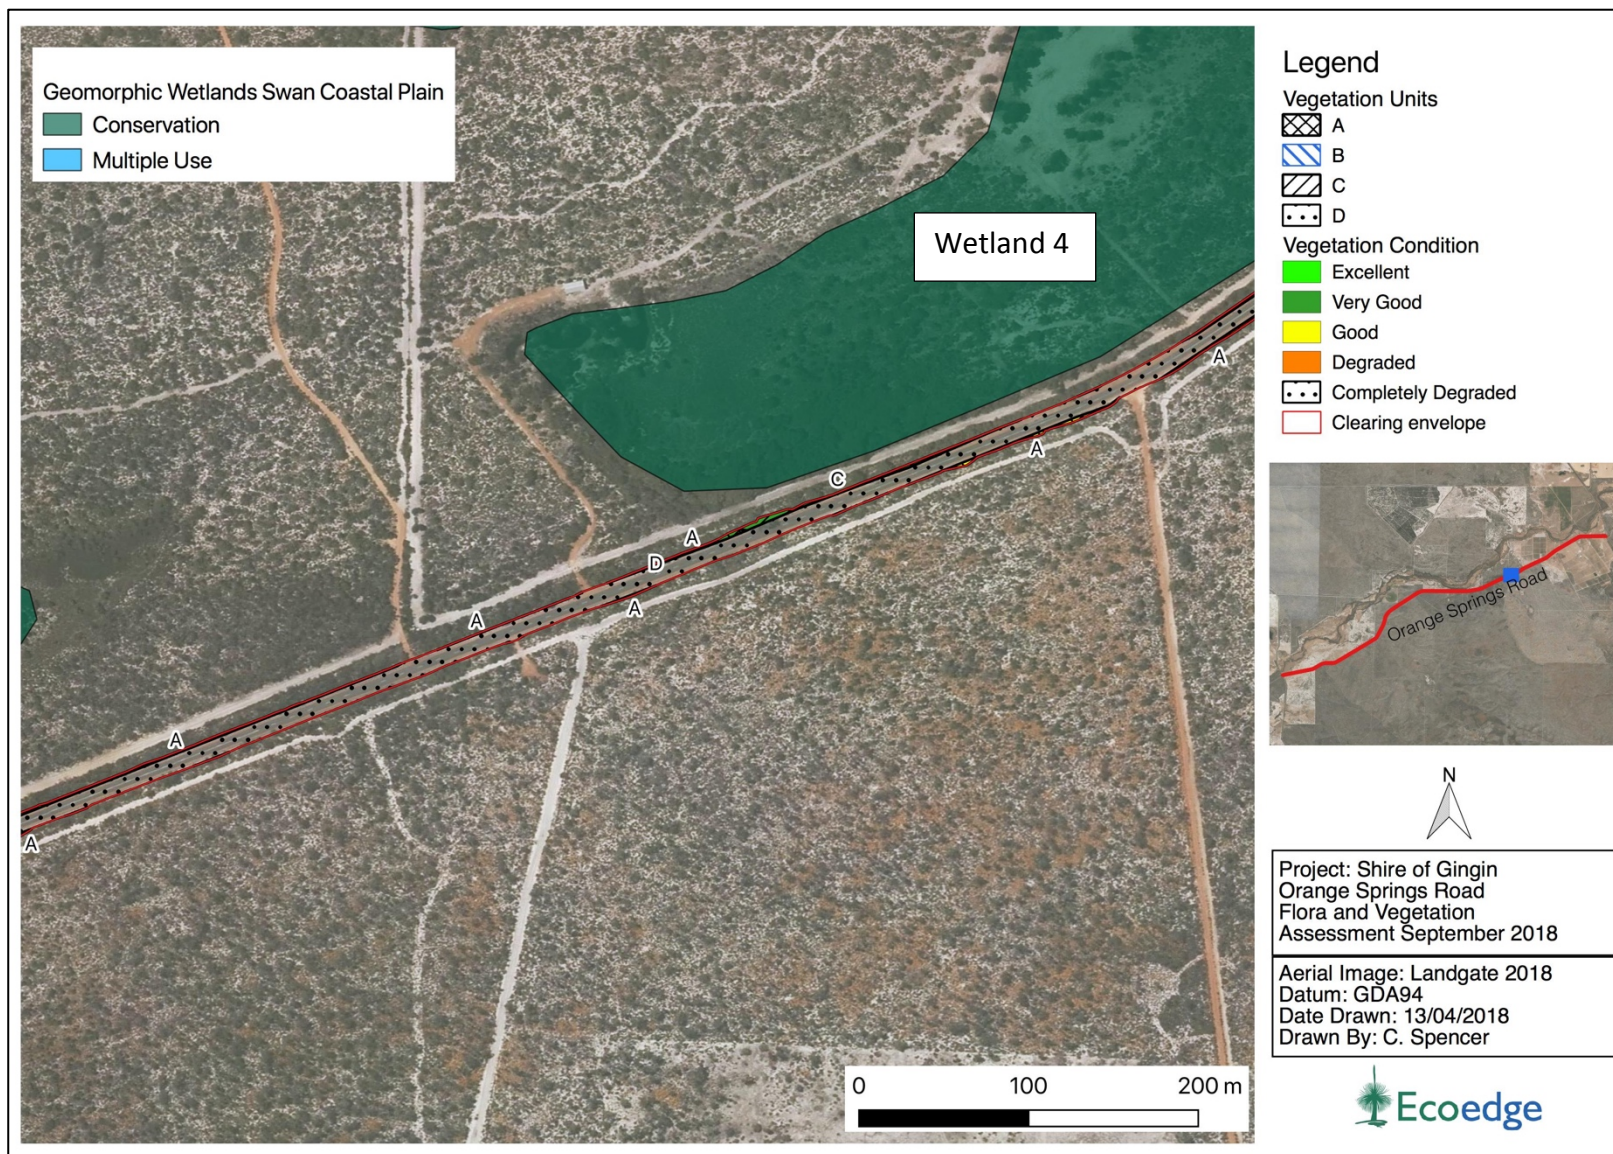 Geomorphic Wetlands Swan Coastal Plain
Conservation
Multiple Use
Wetland 4
A
A
C
A
D
A
A
A
A
Legend
Vegetation Units
A
B
C
D
Vegetation Condition
Excellent
Very Good
Good
Degraded
Completely Degraded
Clearing envelope
Orange Springs Road
N
Project: Shire of Gingin
Orange Springs Road
Flora and Vegetation
Assessment September 2018
Aerial Image: Landgate 2018
Datum: GDA94
Date Drawn: 13/04/2018
Drawn By: C. Spencer
0 100 200 m
Ecoedge